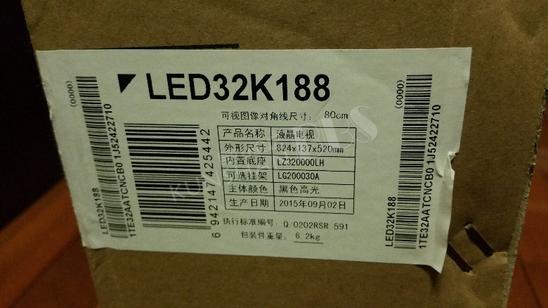 LED32K188
可视图像对角线尺寸: 80cm
产品名称 液晶电视
外形尺寸 824x137x520mm
内置底座 LZ320000LH
可选挂架 LG200030A
主体颜色 黑色高光
生产日期 2015年09月02日
执行标准编号: Q/0202RSR 591
包装件重量: 6.2kg
6 942147 425442
(0000)
LED32K188
1TE32AATCNCB0 1J52422710
(0000)
LED32K188
1TE32AATCNCB0 1J52422710